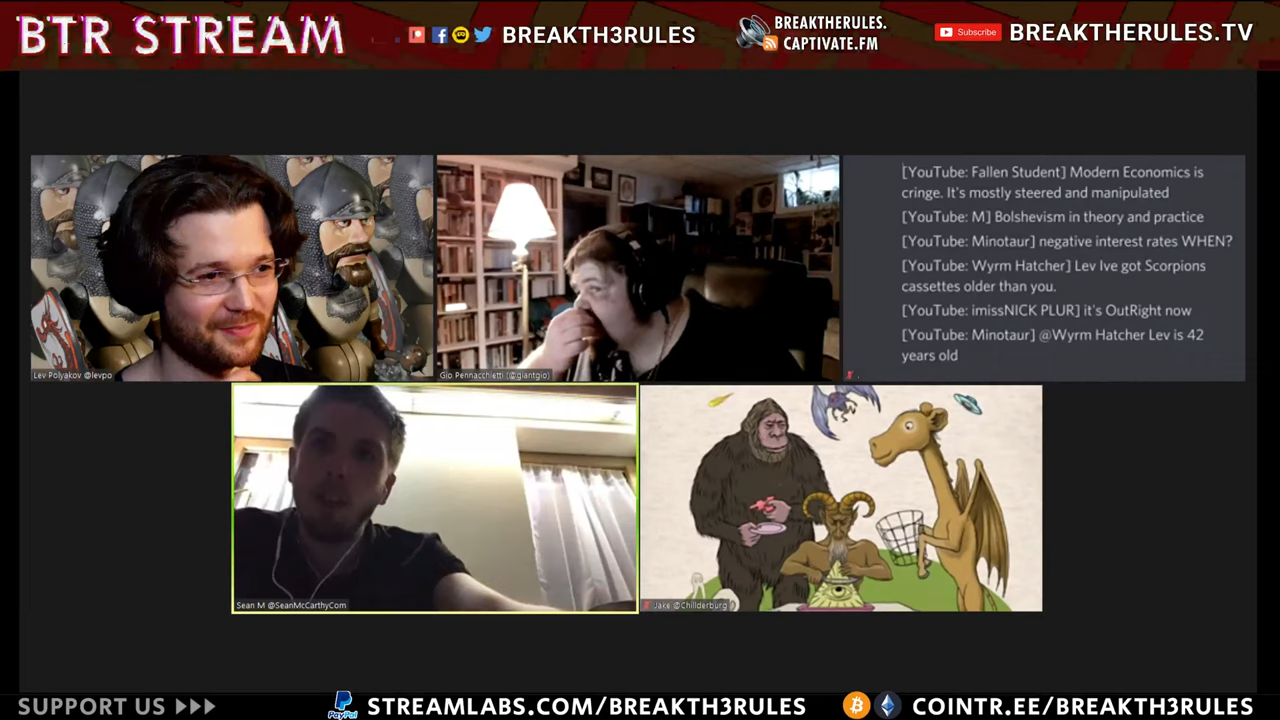 BTR STREAM
BREAKTH3RULES
BREAKTHERULES.
CAPTIVATE.FM
Subscribe
BREAKTHERULES.TV
[YouTube: Fallen Student] Modern Economics is
cringe. It's mostly steered and manipulated
[YouTube: M] Bolshevism in theory and practice
[YouTube: Minotaur] negative interest rates WHEN?
[YouTube: Wyrm Hatcher] Lev Ive got Scorpions
cassettes older than you.
[YouTube: imissNICK PLUR] it's OutRight now
[YouTube: Minotaur] @Wyrm Hatcher Lev is 42
years old
Lev Polyakov @levpo
Gio Pennacchietti (@giantgio)
.
Sean M @SeanMcCarthyCom
Jake @Chillderburg
SUPPORT US
PayPal
STREAMLABS.COM/BREAKTH3RULES
COINTR.EE/BREAKTH3RULES